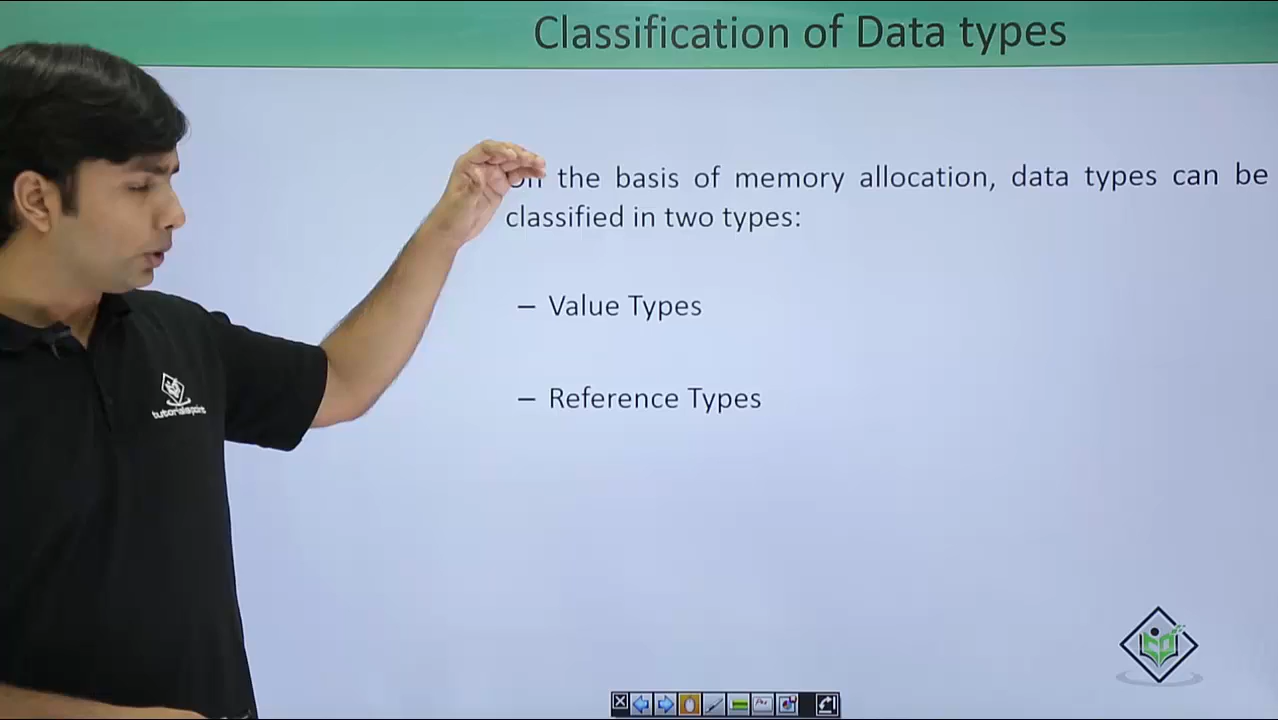 Classification of Data types
On the basis of memory allocation, data types can be
classified in two types:
– Value Types
– Reference Types
tutorialspoint